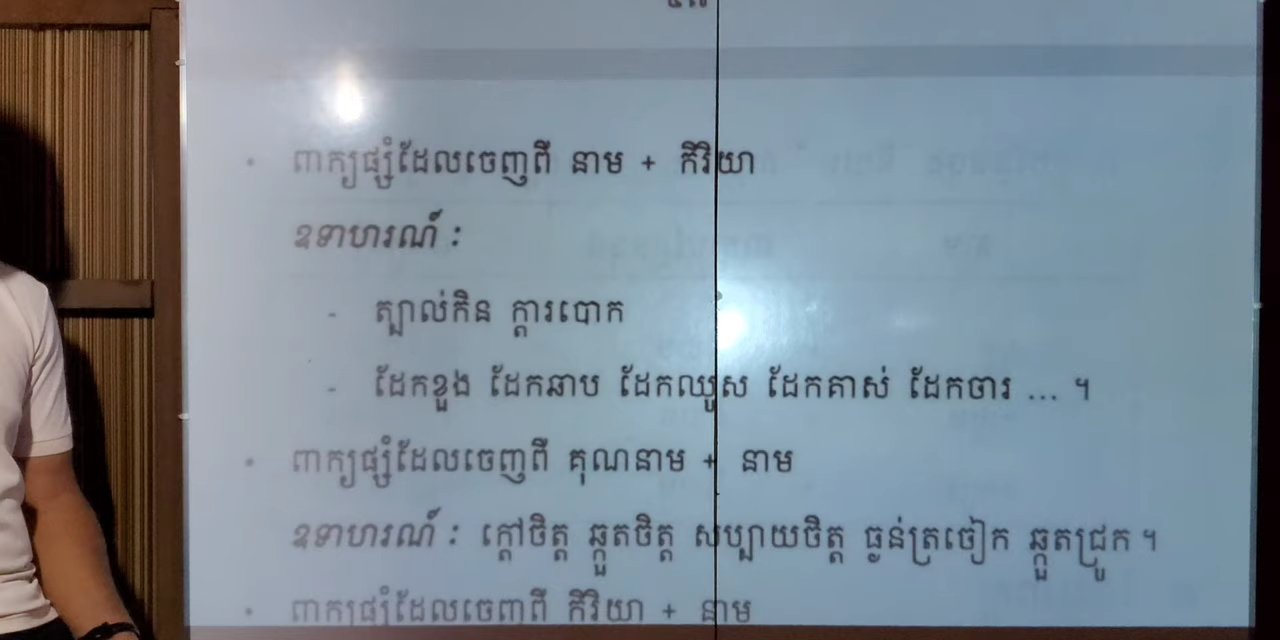 • ពាក្យផ្សំដែលចេញពី នាម + កិរិយា
ឧទាហរណ៍ :
- ត្បាល់កិន ក្តារបោក
- ដែកខួង ដែកឆាប ដែកឈូស ដែកគាស់ ដែកចារ ... ។
• ពាក្យផ្សំដែលចេញពី គុណនាម + នាម
ឧទាហរណ៍ : ក្តៅចិត្ត ឆ្កួតចិត្ត សប្បាយចិត្ត ធ្ងន់ត្រចៀក ឆ្កួតជ្រូក ។
• ពាក្យផ្សំដែលចេញពី កិរិយា + នាម